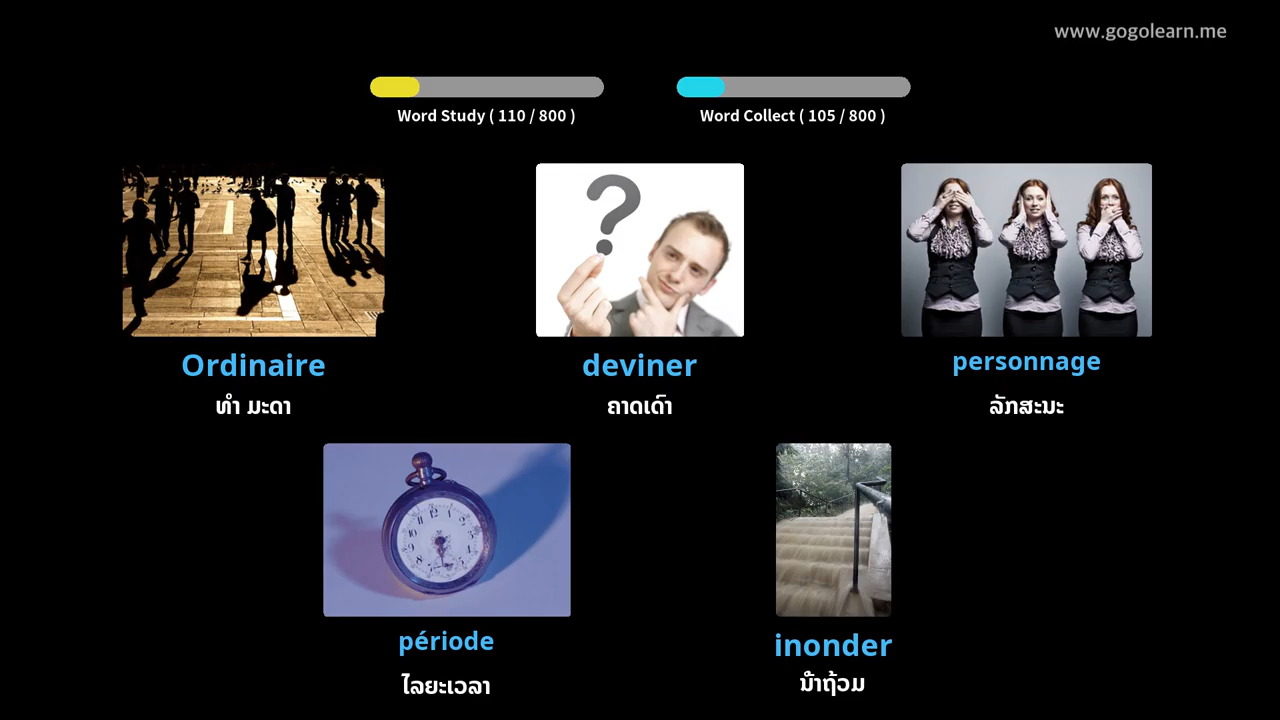 www.gogolearn.me
Word Study ( 110 / 800 )
Word Collect ( 105 / 800 )
Ordinaire
ທຳ ມະດາ
deviner
ຄາດເດົາ
personnage
ລັກສະນະ
période
ໄລຍະເວລາ
inonder
ນ້ຳຖ້ວມ